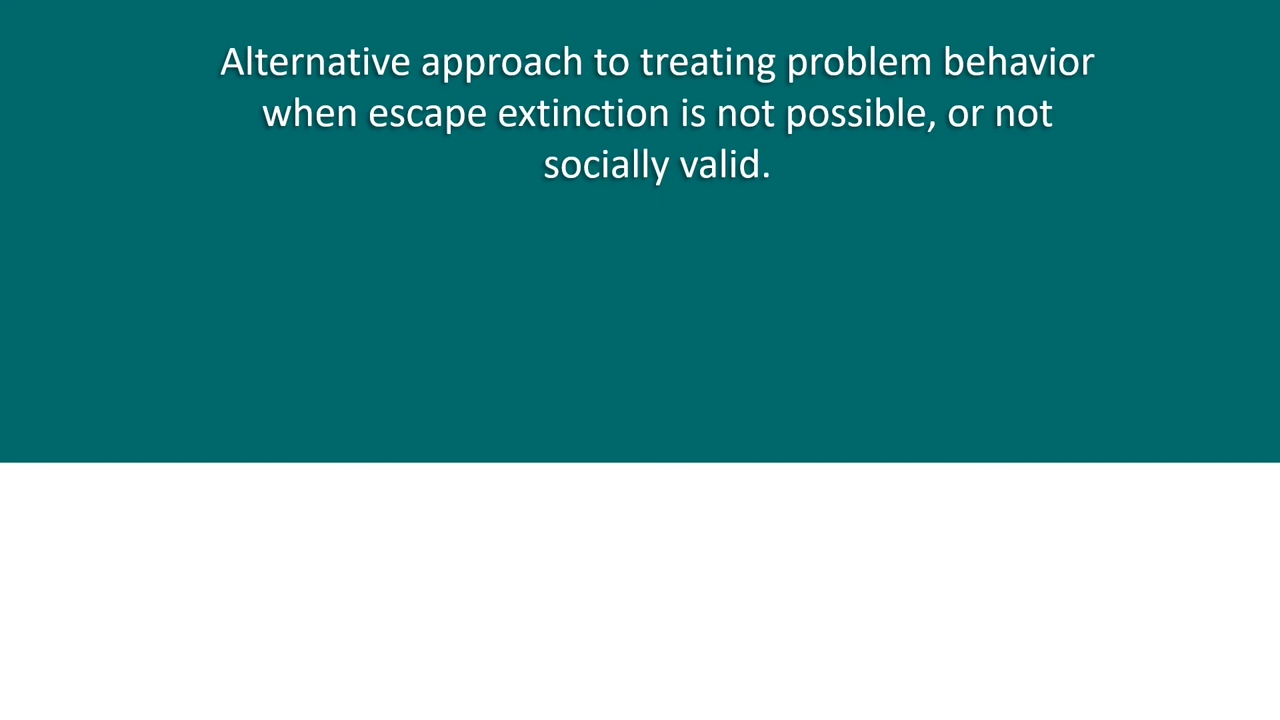 Alternative approach to treating problem behavior
when escape extinction is not possible, or not
socially valid.